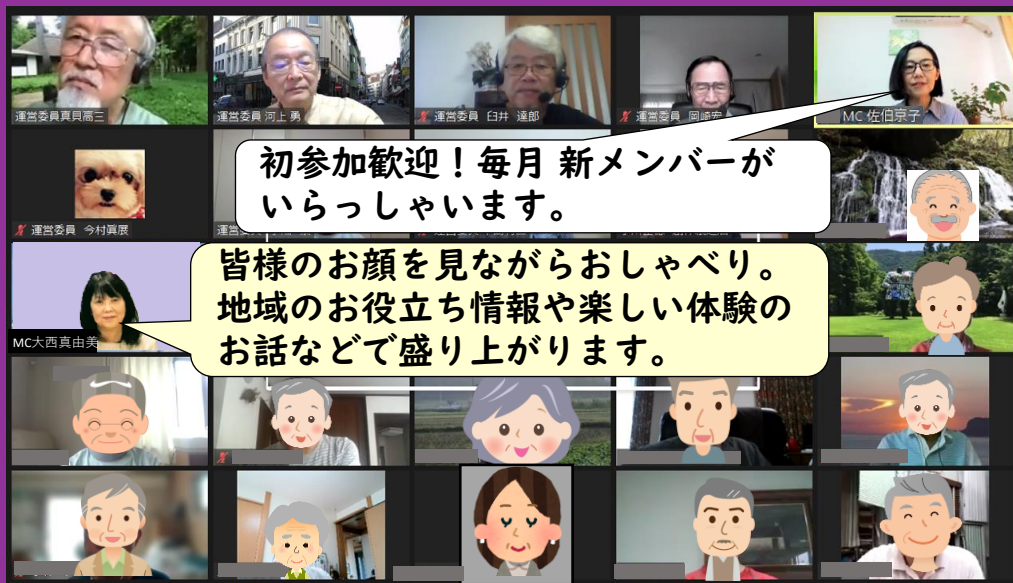 運営委員真貝高三
運営委員 河上 勇
運営委員 臼井 達郎
運営委員 岡崎宏
MC 佐伯京子
初参加歓迎！毎月 新メンバーが
いらっしゃいます。
運営委員 今村眞展
皆様のお顔を見ながらおしゃべり。
地域のお役立ち情報や楽しい体験の
お話などで盛り上がります。
MC大西真由美